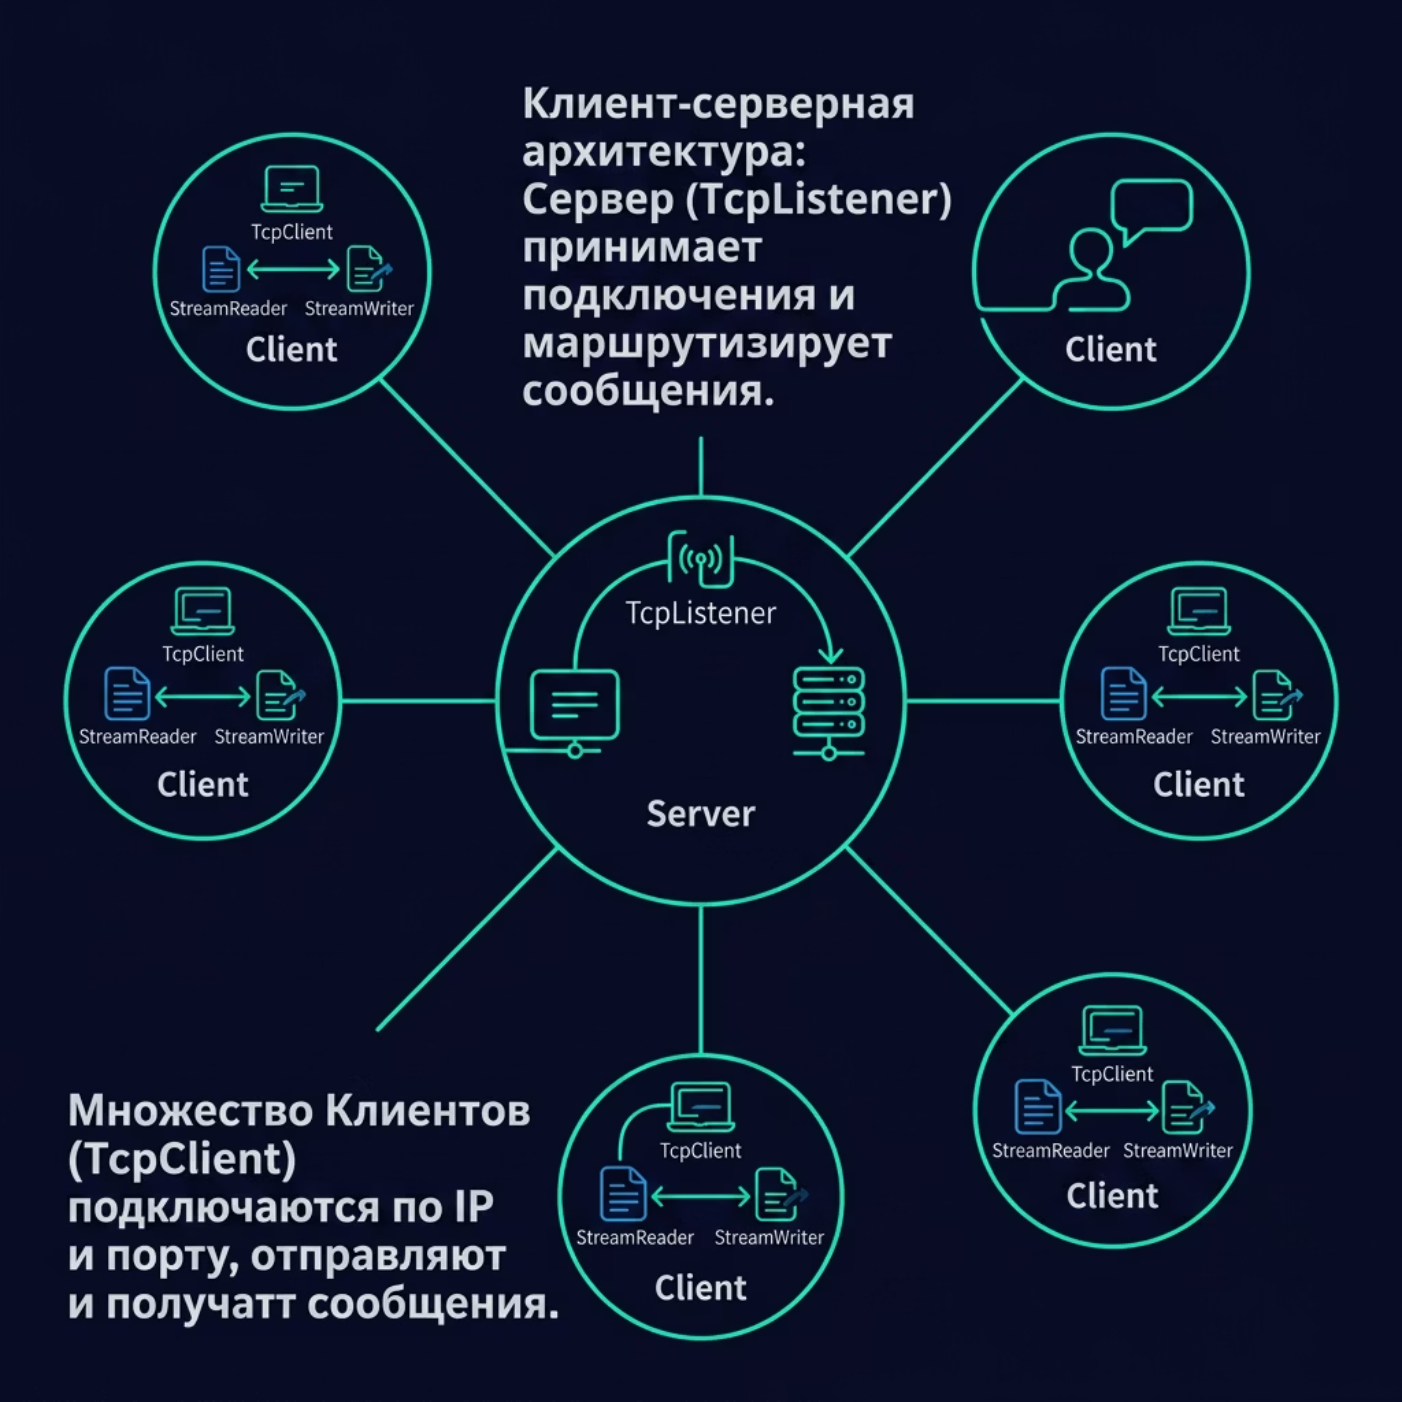 Клиент-серверная
архитектура:
Сервер (TcpListener)
принимает
подключения и
маршрутизирует
сообщения.
TcpClient
StreamReader StreamWriter
Client
Client
TcpListener
Server
TcpClient
StreamReader StreamWriter
Client
TcpClient
StreamReader StreamWriter
Client
TcpClient
StreamReader StreamWriter
Client
Множество Клиентов
(TcpClient)
подключаются по IP
и порту, отправляют
и получатт сообщения.
TcpClient
StreamReader StreamWriter
Client